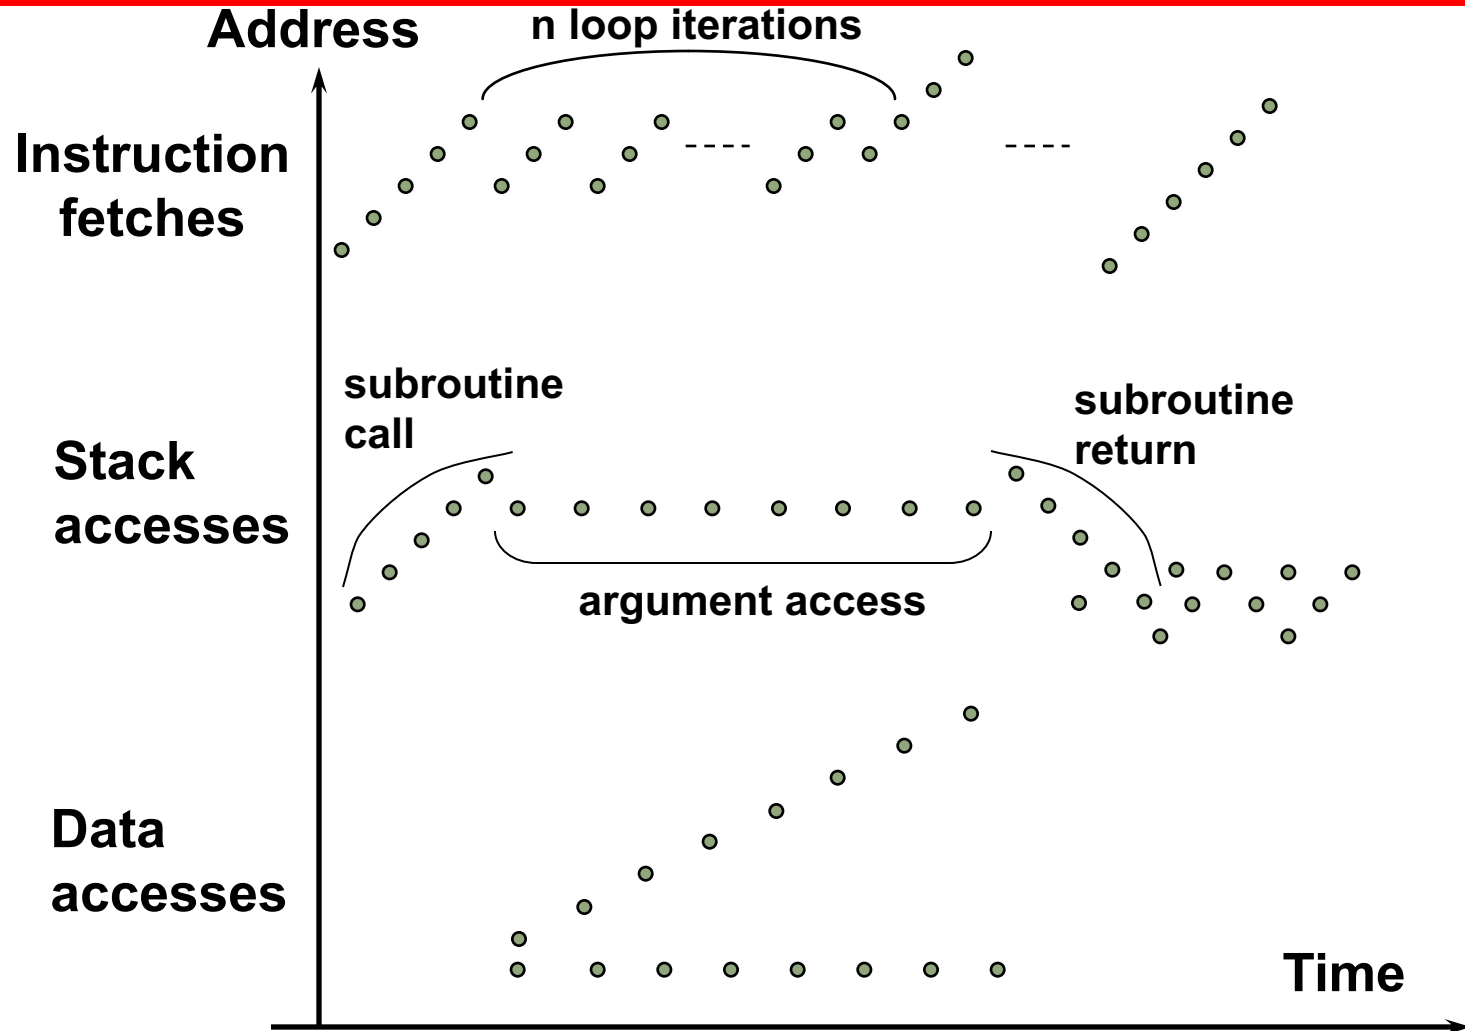 Address
n loop iterations
Instruction
fetches
subroutine
call
subroutine
return
Stack
accesses
argument access
Data
accesses
Time